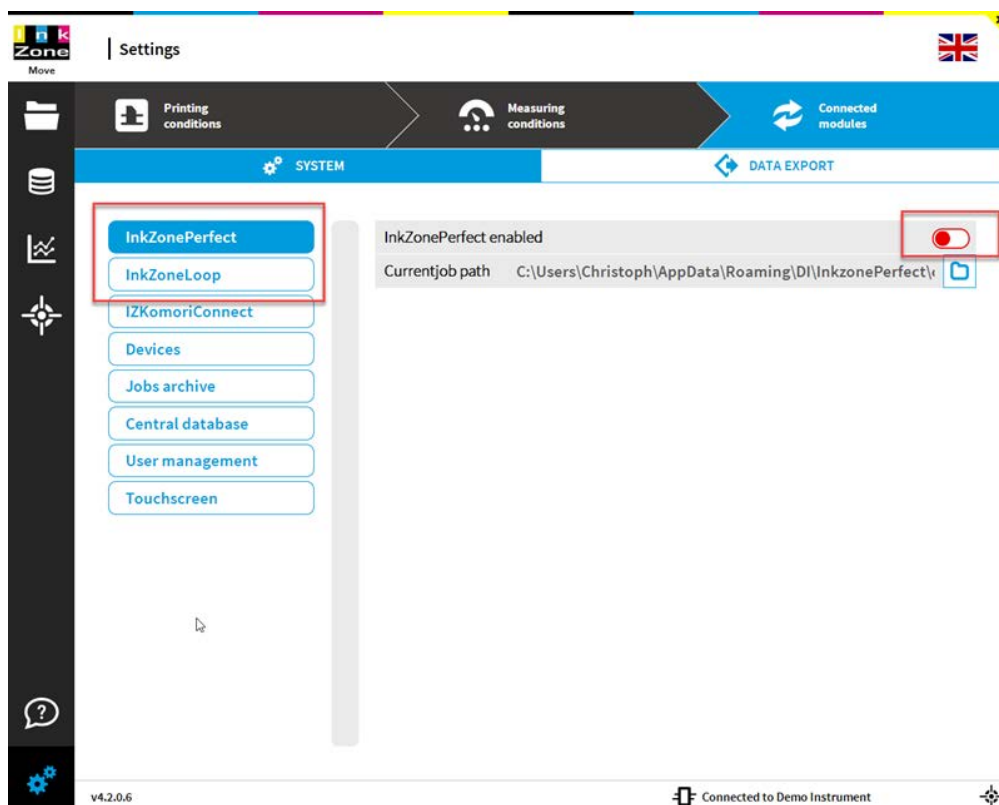 Ink
Zone
Move
Settings
Printing
conditions
Measuring
conditions
Connected
modules
SYSTEM
DATA EXPORT
InkZonePerfect
InkZoneLoop
IZKomoriConnect
Devices
Jobs archive
Central database
User management
Touchscreen
InkZonePerfect enabled
Currentjob path C:\Users\Christoph\AppData\Roaming\DI\InkzonePerfect\
?
v4.2.0.6
Connected to Demo Instrument